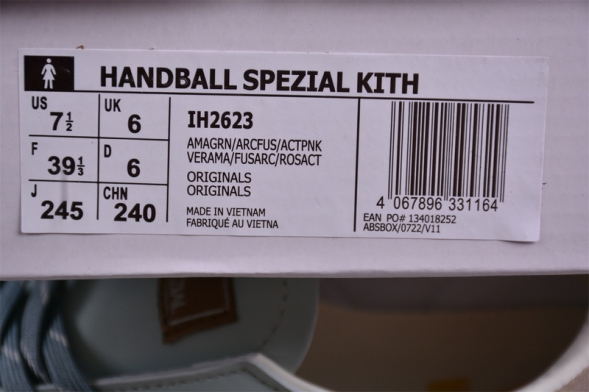 HANDBALL SPEZIAL KITH
US 7½
UK 6
F 39⅓
D 6
J 245
CHN 240
IH2623
AMAGRN/ARCFUS/ACTPNK
VERAMA/FUSARC/ROSACT
ORIGINALS
ORIGINALS
MADE IN VIETNAM
FABRIQUÉ AU VIETNA
4 067896 331164
EAN PO# 134018252
ABSBOX/0722/V11